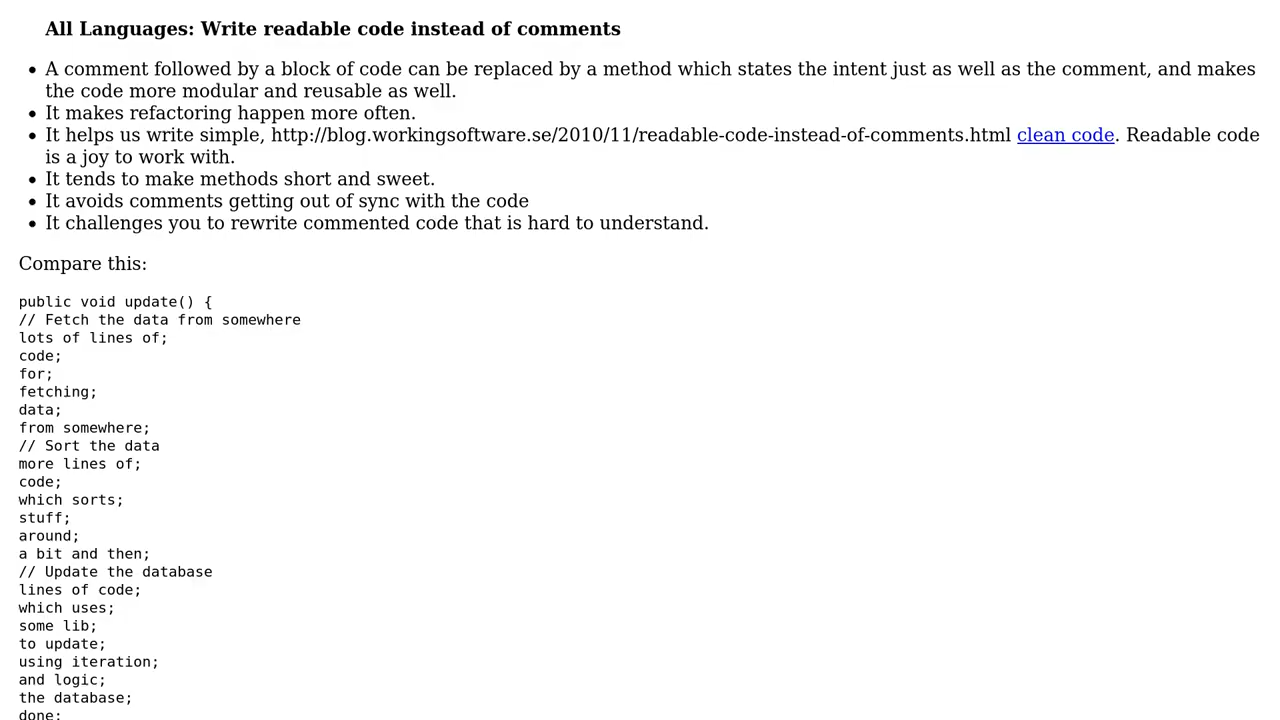 All Languages: Write readable code instead of comments
A comment followed by a block of code can be replaced by a method which states the intent just as well as the comment, and makes
the code more modular and reusable as well.
It makes refactoring happen more often.
It helps us write simple, http://blog.workingsoftware.se/2010/11/readable-code-instead-of-comments.html clean code. Readable code
is a joy to work with.
It tends to make methods short and sweet.
It avoids comments getting out of sync with the code
It challenges you to rewrite commented code that is hard to understand.
Compare this:
public void update() {
// Fetch the data from somewhere
lots of lines of;
code;
for;
fetching;
data;
from somewhere;
// Sort the data
more lines of;
code;
which sorts;
stuff;
around;
a bit and then;
// Update the database
lines of code;
which uses;
some lib;
to update;
using iteration;
and logic;
the database;
done;